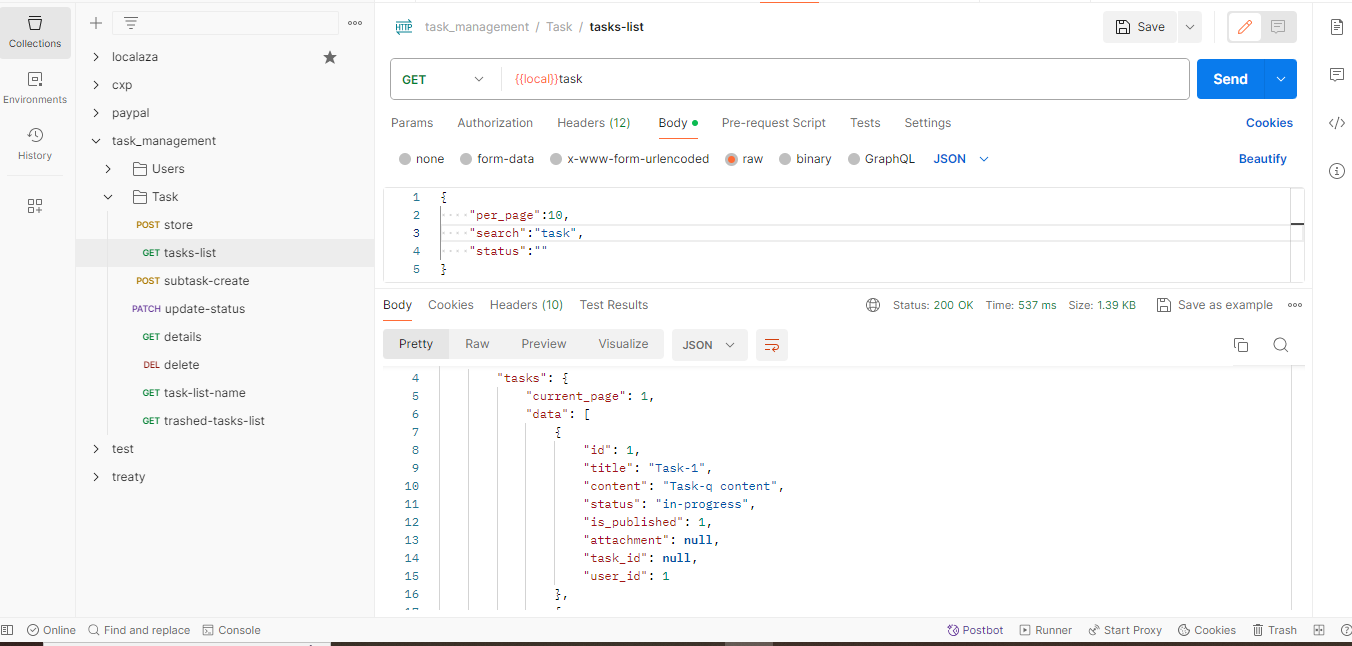 Collections
Environments
History
localaza
cxp
paypal
task_management
Users
Task
POST store
GET tasks-list
POST subtask-create
PATCH update-status
GET details
DEL delete
GET task-list-name
GET trashed-tasks-list
test
treaty
HTTP task_management / Task / tasks-list
Save
GET {{local}}task
Send
Params Authorization Headers (12) Body Pre-request Script Tests Settings Cookies
none form-data x-www-form-urlencoded raw binary GraphQL JSON Beautify
1 {
2 "per_page":10,
3 "search":"task",
4 "status":""
5 }
Body Cookies Headers (10) Test Results Status: 200 OK Time: 537 ms Size: 1.39 KB Save as example
Pretty Raw Preview Visualize JSON
4 "tasks": {
5 "current_page": 1,
6 "data": [
7 {
8 "id": 1,
9 "title": "Task-1",
10 "content": "Task-q content",
11 "status": "in-progress",
12 "is_published": 1,
13 "attachment": null,
14 "task_id": null,
15 "user_id": 1
16 },
Online Find and replace Console Postbot Runner Start Proxy Cookies Trash